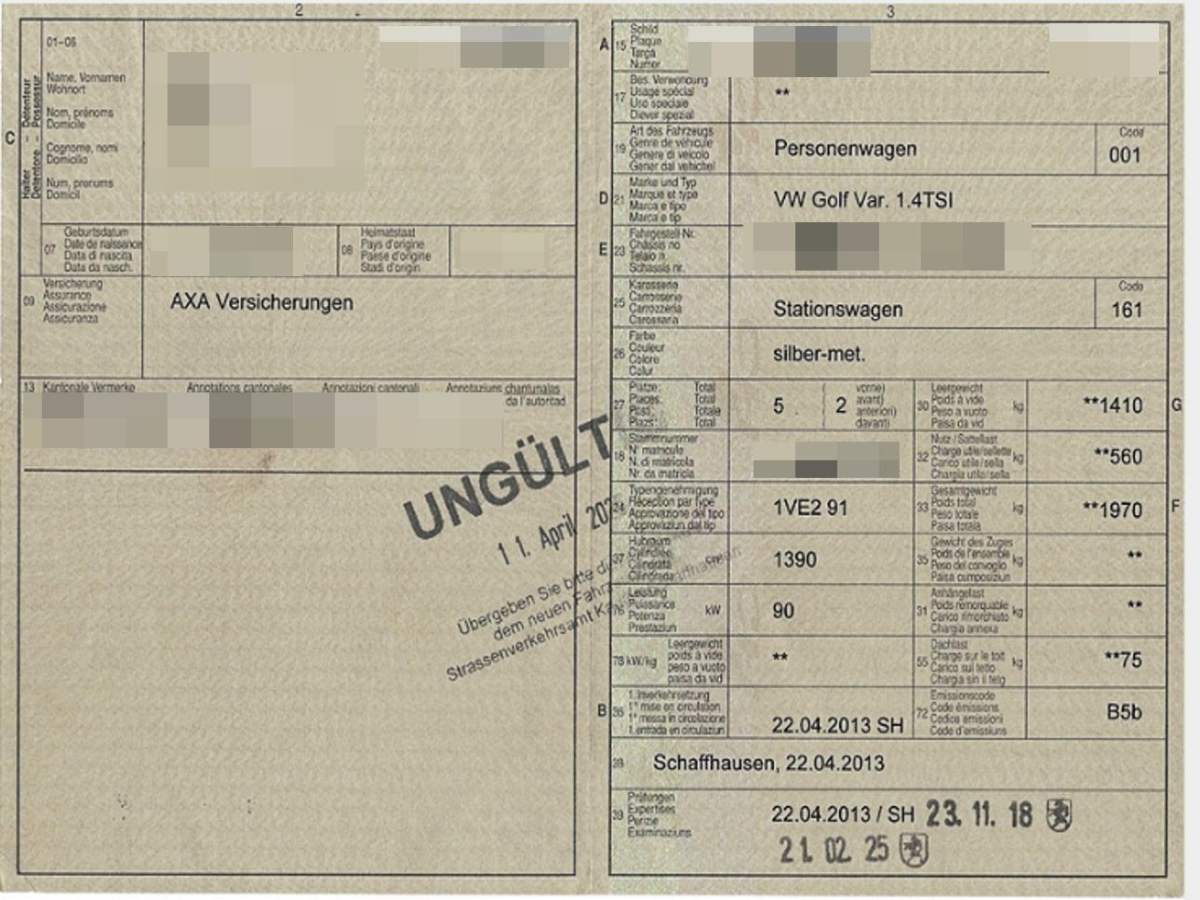 2
01–06
Halter – Détenteur
Detentore – Possessur
C
Name, Vornamen
Wohnort
Nom, prénoms
Domicile
Cognome, nomi
Domicilio
Num, prenums
Domicil
07
Geburtsdatum
Date de naissance
Data di nascita
Data da nasch.
08
Heimatstaat
Pays d'origine
Paese d'origine
Stadi d'origin
09
Versicherung
Assurance
Assicurazione
Assicuranza
AXA Versicherungen
13 Kantonale Vermerke Annotations cantonales Annotazioni cantonali Annotaziuns chantunalas
da l'autoritad
UNGÜLT
11. April 202
Übergeben Sie bitte di
dem neuen Fahr
Strassenverkehrsamt Ka
3
A 15
Schild
Plaque
Targa
Numer
17
Bes. Verwendung
Usage spécial
Uso speciale
Diever spezial
**
19
Art des Fahrzeugs
Genre de véhicule
Genere di veicolo
Gener dal vehichel
Personenwagen
Code
001
D 21
Marke und Typ
Marque et type
Marca e tipo
Marca e tip
VW Golf Var. 1.4TSI
E 23
Fahrgestell-Nr.
Châssis no
Telaio n.
Schassis nr.
25
Karosserie
Carrosserie
Carrozzeria
Carossaria
Stationswagen
Code
161
26
Farbe
Couleur
Colore
Colur
silber-met.
27
Plätze: Total
Places: Total
Posti: Totale
Plazs: Total
5 ( 2
vorne)
avant)
anteriori)
davant)
30
Leergewicht
Poids à vide
Peso a vuoto
Paisa da vid
kg
**1410
G
18
Stammnummer
N° matricule
N. di matricola
Nr. da matricla
32
Nutz-/Sattellast
Charge utile/sellette
Carico utile/sella
Chargia utila/sella
kg
**560
24
Typengenehmigung
Réception par type
Approvazione del tipo
Approvaziun dal tip
1VE2 91
33
Gesamtgewicht
Poids total
Peso totale
Paisa totala
kg
**1970
F
37
Hubraum
Cylindrée
Cilindrata
Cilindrada
1390
35
Gewicht des Zuges
Poids de l'ensemble
Peso del convoglio
Paisa cumposiziun
kg
**
76
Leistung
Puissance
Potenza
Prestaziun
kW
90
31
Anhängelast
Poids remorquable
Carico rimorchiato
Chargia annexa
kg
**
78 kW/kg
Leergewicht
poids à vide
peso a vuoto
paisa da vid
**
55
Dachlast
Charge sur le toit
Carico sul tetto
Chargia sin il tetg
kg
**75
B 36
1. Inverkehrsetzung
1re mise en circulation
1a messa in circolazione
1. entrada en circulaziun
22.04.2013 SH
72
Emissionscode
Code émissions
Codice emissioni
Code d'emissiuns
B5b
38
Schaffhausen, 22.04.2013
39
Prüfungen
Expertises
Perizie
Examinaziuns
22.04.2013 / SH 23. 11. 18
21. 02. 25